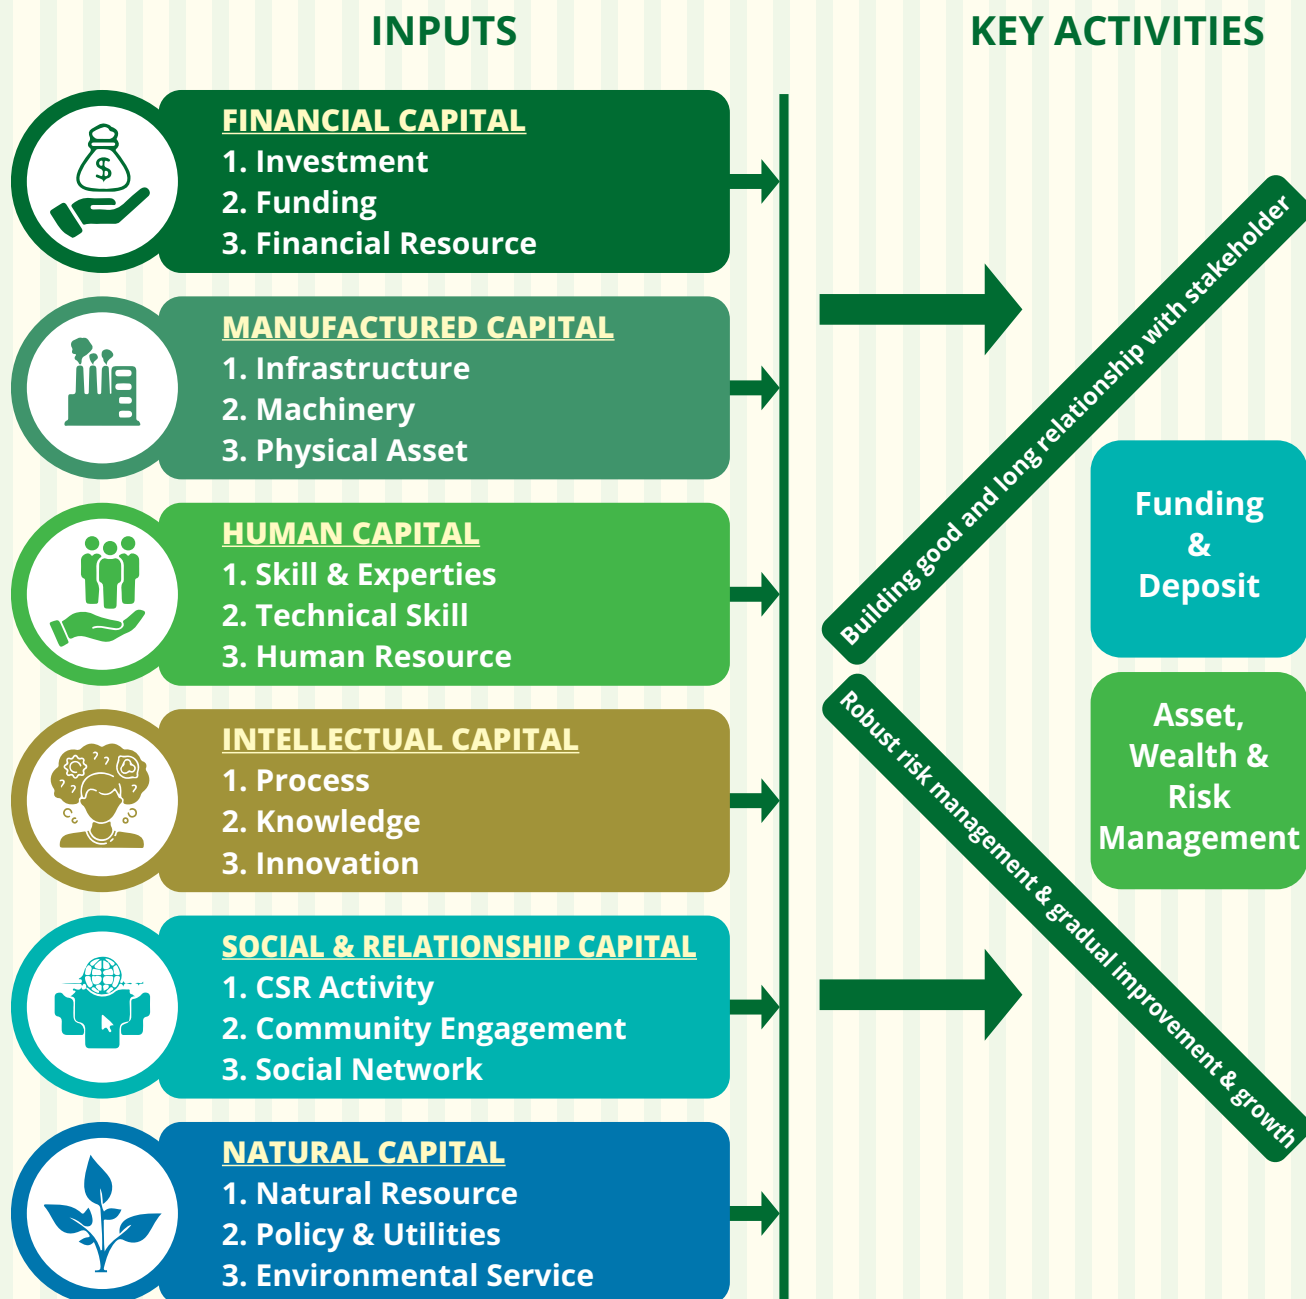 INPUTS
KEY ACTIVITIES
FINANCIAL CAPITAL
1. Investment
2. Funding
3. Financial Resource
MANUFACTURED CAPITAL
1. Infrastructure
2. Machinery
3. Physical Asset
HUMAN CAPITAL
1. Skill & Experties
2. Technical Skill
3. Human Resource
INTELLECTUAL CAPITAL
1. Process
2. Knowledge
3. Innovation
SOCIAL & RELATIONSHIP CAPITAL
1. CSR Activity
2. Community Engagement
3. Social Network
NATURAL CAPITAL
1. Natural Resource
2. Policy & Utilities
3. Environmental Service
Building good and long relationship with stakeholder
Funding
&
Deposit
Asset,
Wealth &
Risk
Management
Robust risk management & gradual improvement & growth